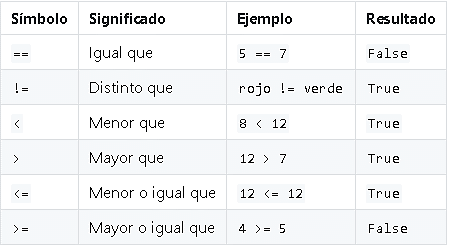 Símbolo Significado Ejemplo Resultado
== Igual que 5 == 7 False
!= Distinto que rojo != verde True
< Menor que 8 < 12 True
> Mayor que 12 > 7 True
<= Menor o igual que 12 <= 12 True
>= Mayor o igual que 4 >= 5 False